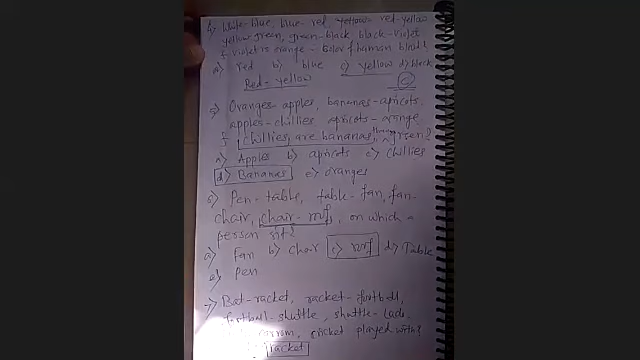 4) White-blue, blue-red, yellow-red-yellow
yellow green, green-black, black-violet
& violet is orange - Color of human blood?
a) red b) blue c) yellow d) black
Red = yellow c)
5) Oranges-apples, bananas-apricots,
apples-chillies apricots-orange
& chillies, are bananas, green?
a) Apples b) apricots c) chillies
d) Bananas e) oranges
6) Pen-table, table-fan, fan-
chair, chair-roof, on which a
person sit?
a) Fan b) chair c) roof d) Table
e) Pen
7) Bat-racket, racket-football,
football-shuttle, shuttle-ludo
carrom, cricket played with?
racket